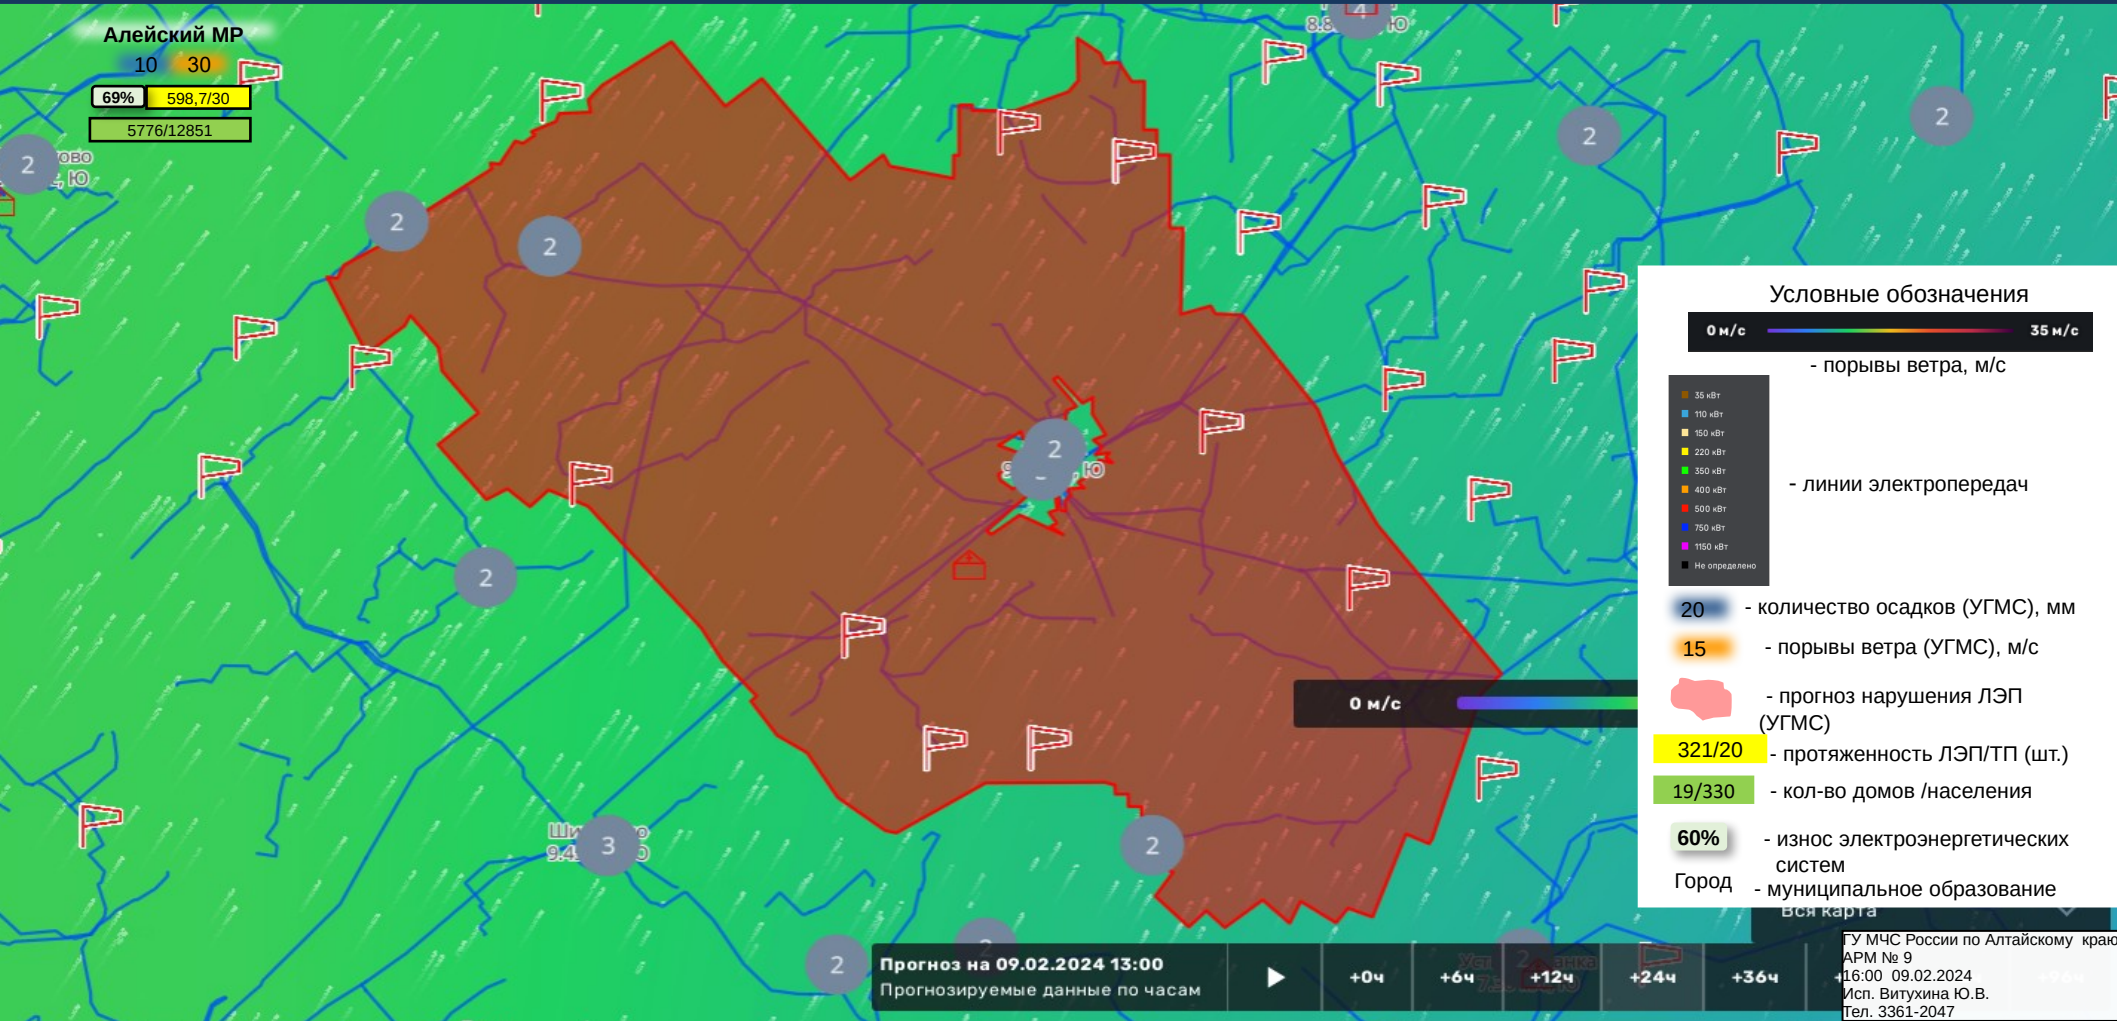 Алейский МР
10 30
69% 598,7/30
5776/12851
ово
, Ю
2
2
2
2
2
2
2
3
2
2
2
Ю
Условные обозначения
0 м/с 35 м/с
- порывы ветра, м/с
35 кВт
110 кВт
150 кВт
220 кВт
350 кВт
400 кВт
500 кВт
750 кВт
1150 кВт
Не определено
- линии электропередач
20 - количество осадков (УГМС), мм
15 - порывы ветра (УГМС), м/с
- прогноз нарушения ЛЭП
(УГМС)
321/20 - протяженность ЛЭП/ТП (шт.)
19/330 - кол-во домов /населения
60% - износ электроэнергетических
систем
Город - муниципальное образование
0 м/с
Вся карта
Прогноз на 09.02.2024 13:00
Прогнозируемые данные по часам
+0ч +6ч +12ч +24ч +36ч
ГУ МЧС России по Алтайскому краю
АРМ № 9
16:00 09.02.2024
Исп. Витухина Ю.В.
Тел. 3361-2047